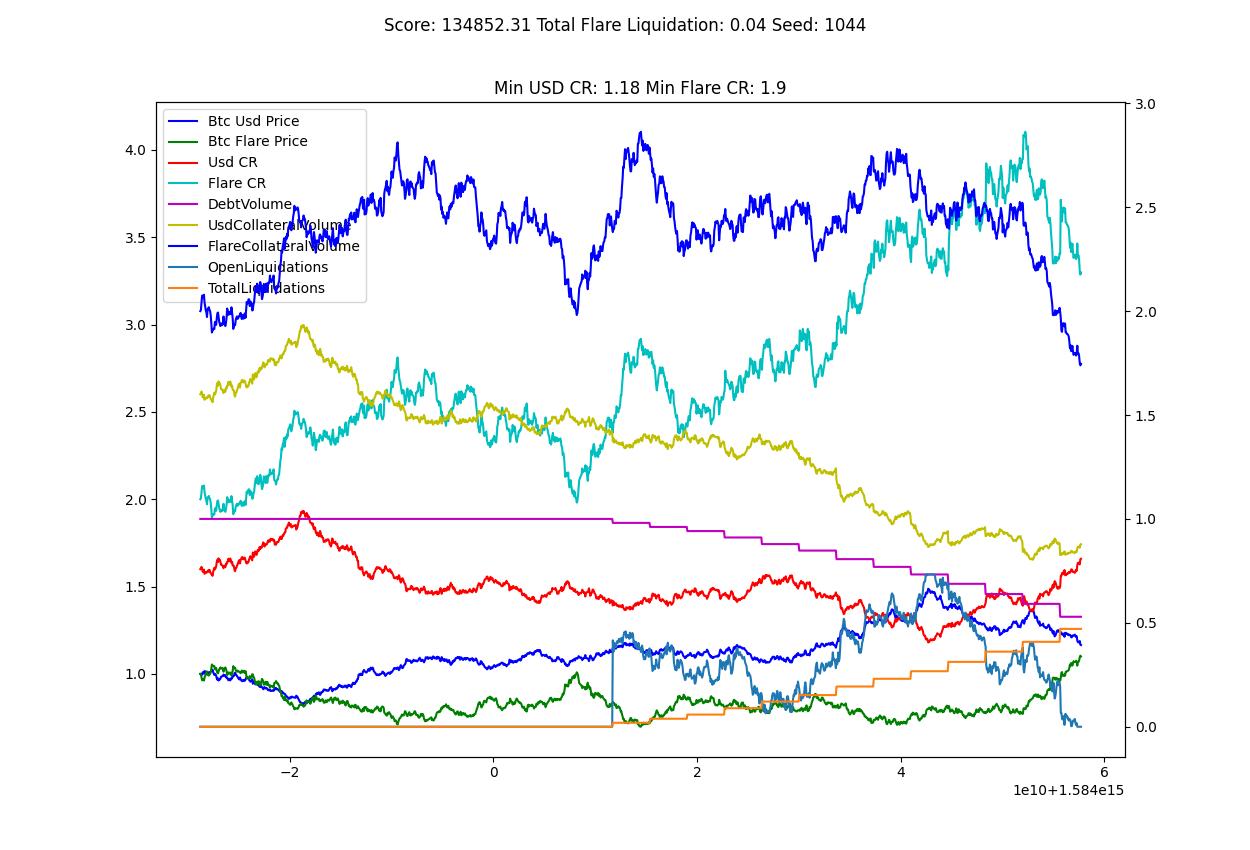 Score: 134852.31 Total Flare Liquidation: 0.04 Seed: 1044
Min USD CR: 1.18 Min Flare CR: 1.9
Btc Usd Price
Btc Flare Price
Usd CR
Flare CR
DebtVolume
UsdCollateralVolume
FlareCollateralVolume
OpenLiquidations
TotalLiquidations
4.0
3.5
3.0
2.5
2.0
1.5
1.0
3.0
2.5
2.0
1.5
1.0
0.5
0.0
−2
0
2
4
6
1e10+1.584e15